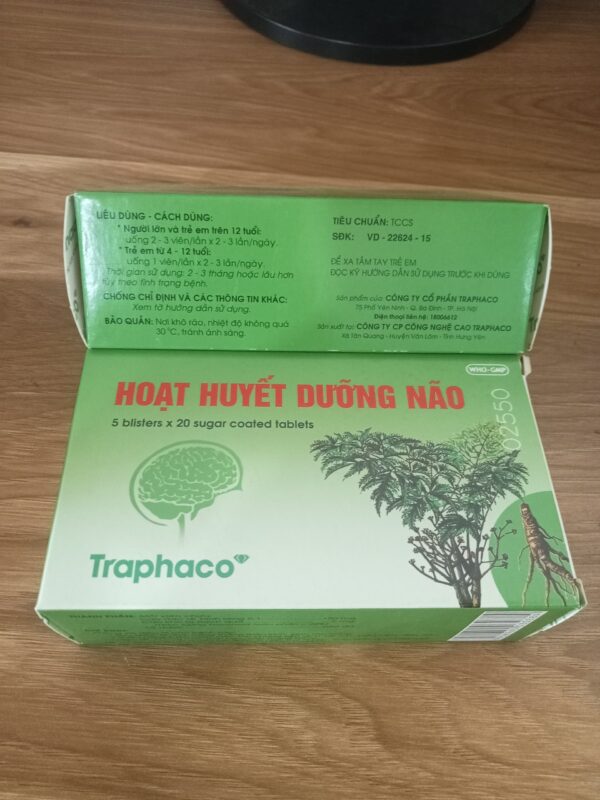 LIỀU DÙNG - CÁCH DÙNG:
* Người lớn và trẻ em trên 12 tuổi:
uống 2 - 3 viên/lần x 2 - 3 lần/ngày.
* Trẻ em từ 4 - 12 tuổi:
uống 1 viên/lần x 2 - 3 lần/ngày.
Thời gian sử dụng: 2 - 3 tháng hoặc lâu hơn
tùy theo tình trạng bệnh.
CHỐNG CHỈ ĐỊNH VÀ CÁC THÔNG TIN KHÁC:
Xem tờ hướng dẫn sử dụng.
BẢO QUẢN: Nơi khô ráo, nhiệt độ không quá
30 °C, tránh ánh sáng.
TIÊU CHUẨN: TCCS
SĐK: VD - 22624 - 15
ĐỂ XA TẦM TAY TRẺ EM
ĐỌC KỸ HƯỚNG DẪN SỬ DỤNG TRƯỚC KHI DÙNG
Sản phẩm của: CÔNG TY CỔ PHẦN TRAPHACO
75 Phố Yên Ninh - Q. Ba Đình - TP. Hà Nội
Điện thoại liên hệ: 18006612
Sản xuất tại: CÔNG TY CP CÔNG NGHỆ CAO TRAPHACO
Xã Tân Quang - Huyện Văn Lâm - Tỉnh Hưng Yên
WHO-GMP
HOẠT HUYẾT DƯỠNG NÃO
5 blisters x 20 sugar coated tablets
02550
Traphaco
THÀNH PHẦN: